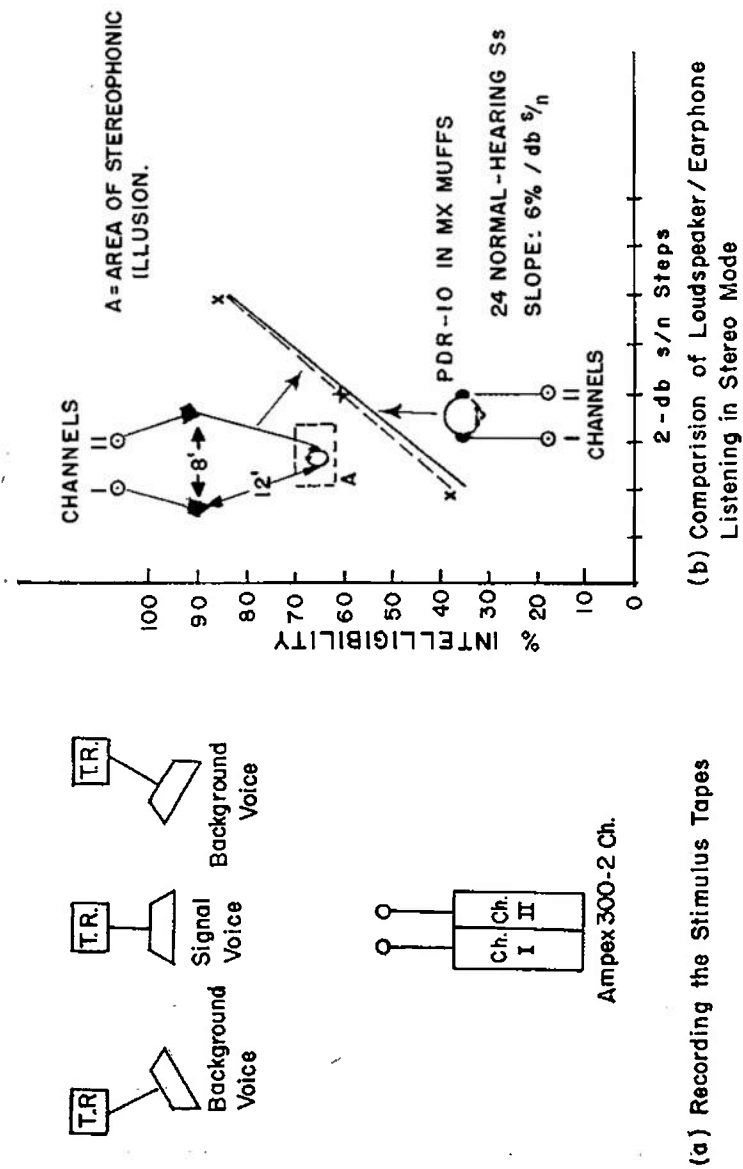 T.R.
T.R.
T.R.
Background
Voice
Signal
Voice
Background
Voice
Ch. Ch.
I II
Ampex 300-2 Ch.
(a) Recording the Stimulus Tapes
% INTELLIGIBILITY
100
90
80
70
60
50
40
30
20
10
0
CHANNELS
I II
8'
12'
A
A=AREA OF STEREOPHONIC
ILLUSION.
x
x
x
PDR-10 IN MX MUFFS
24 NORMAL-HEARING Ss
SLOPE: 6% / db s/n
I II
CHANNELS
2-db s/n Steps
(b) Comparision of Loudspeaker/Earphone
Listening in Stereo Mode